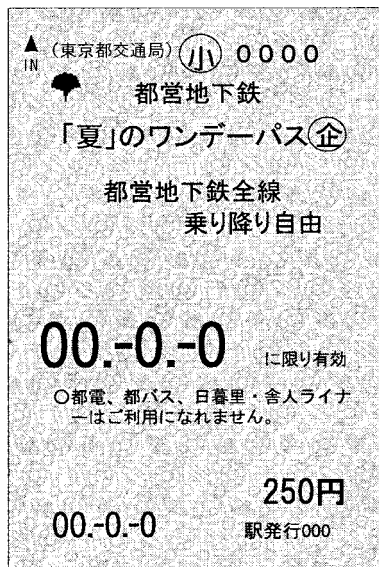 ▲ (東京都交通局) ㊙小 0000
IN
都営地下鉄
「夏」のワンデーパス㊭
都営地下鉄全線
乗り降り自由
00.-0.-0 に限り有効
○都電、都バス、日暮里・舎人ライナ
ーはご利用になれません。
250円
00.-0.-0 駅発行000